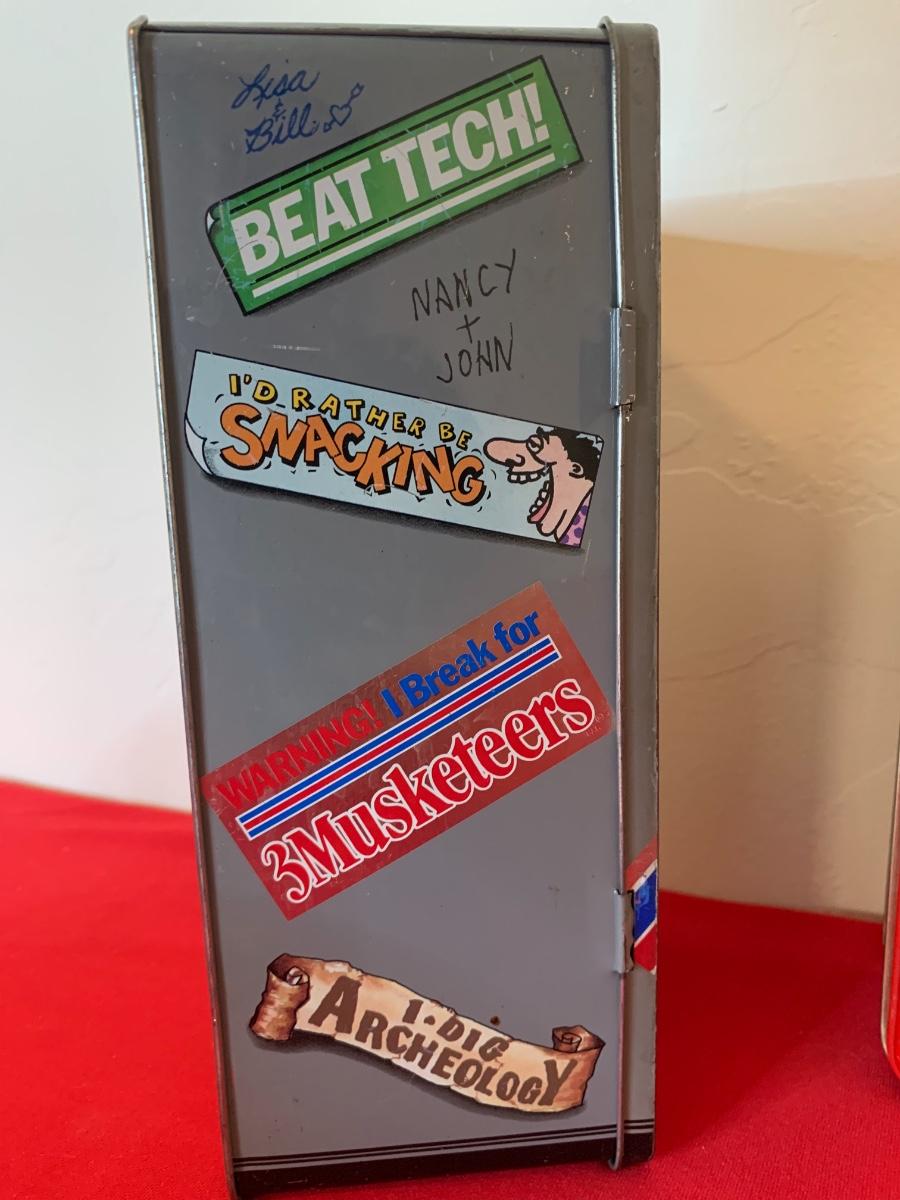 Lisa
&
Bill
BEAT TECH!
NANCY
+
JOHN
I'D RATHER BE
SNACKING
WARNING! I Break for
3Musketeers
I·DIG
ARCHEOLOGY